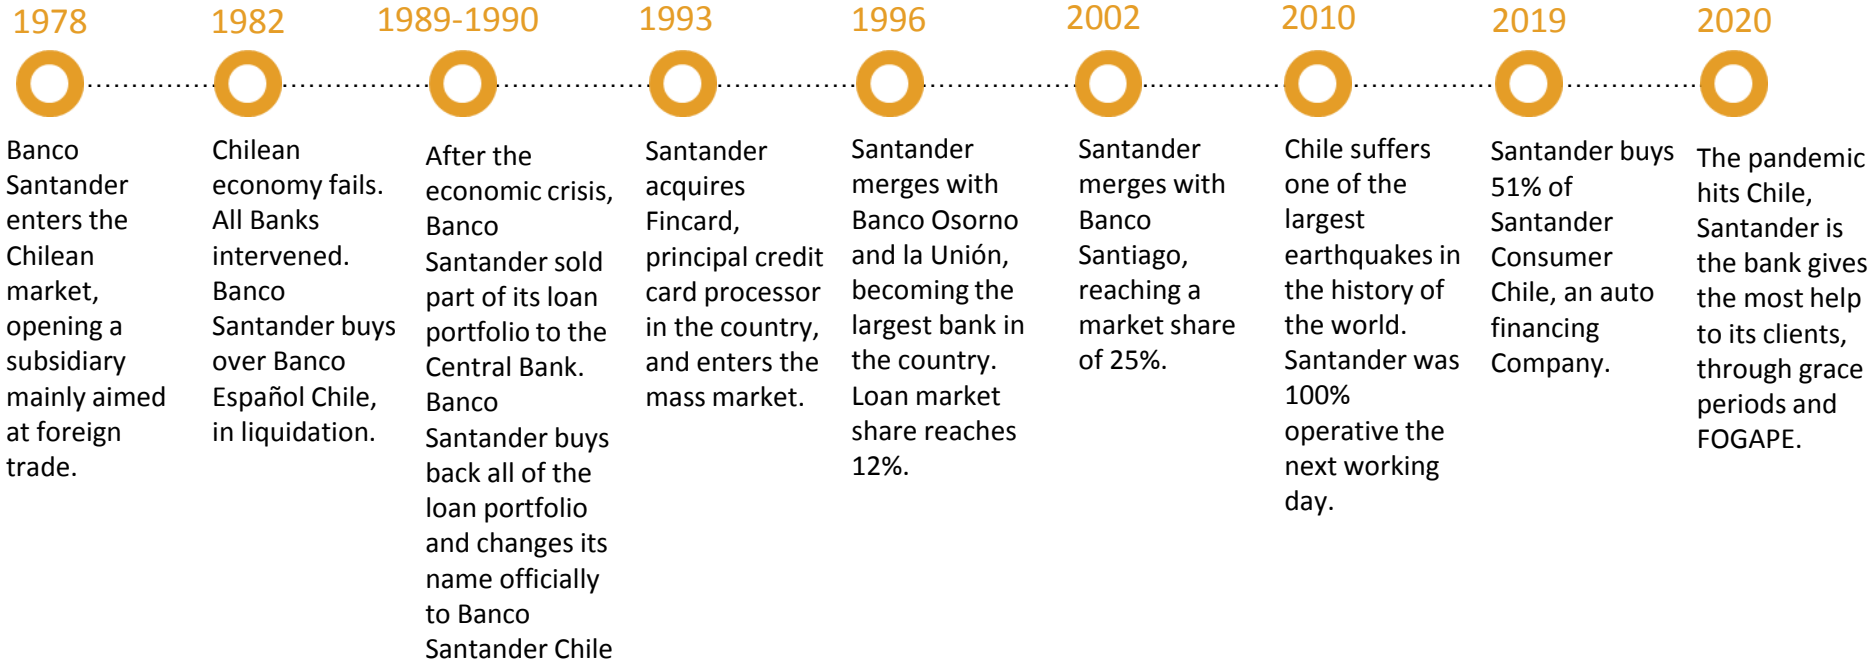 1978
Banco
Santander
enters the
Chilean
market,
opening a
subsidiary
mainly aimed
at foreign
trade.
1982
Chilean
economy fails.
All Banks
intervened.
Banco
Santander buys
over Banco
Español Chile,
in liquidation.
1989-1990
After the
economic crisis,
Banco
Santander sold
part of its loan
portfolio to the
Central Bank.
Banco
Santander buys
back all of the
loan portfolio
and changes its
name officially
to Banco
Santander Chile
1993
Santander
acquires
Fincard,
principal credit
card processor
in the country,
and enters the
mass market.
1996
Santander
merges with
Banco Osorno
and la Unión,
becoming the
largest bank in
the country.
Loan market
share reaches
12%.
2002
Santander
merges with
Banco
Santiago,
reaching a
market share
of 25%.
2010
Chile suffers
one of the
largest
earthquakes in
the history of
the world.
Santander was
100%
operative the
next working
day.
2019
Santander buys
51% of
Santander
Consumer
Chile, an auto
financing
Company.
2020
The pandemic
hits Chile,
Santander is
the bank gives
the most help
to its clients,
through grace
periods and
FOGAPE.